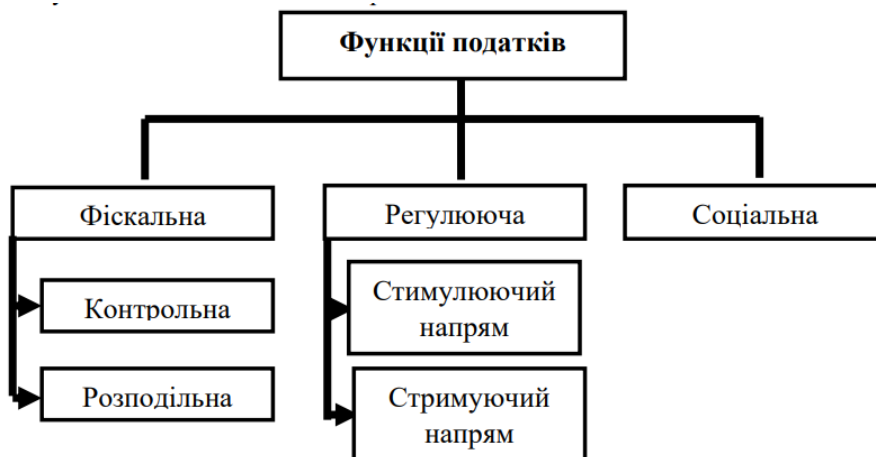 Функції податків
Фіскальна
Регулююча
Соціальна
Контрольна
Стимулюючий
напрям
Розподільна
Стримуючий
напрям